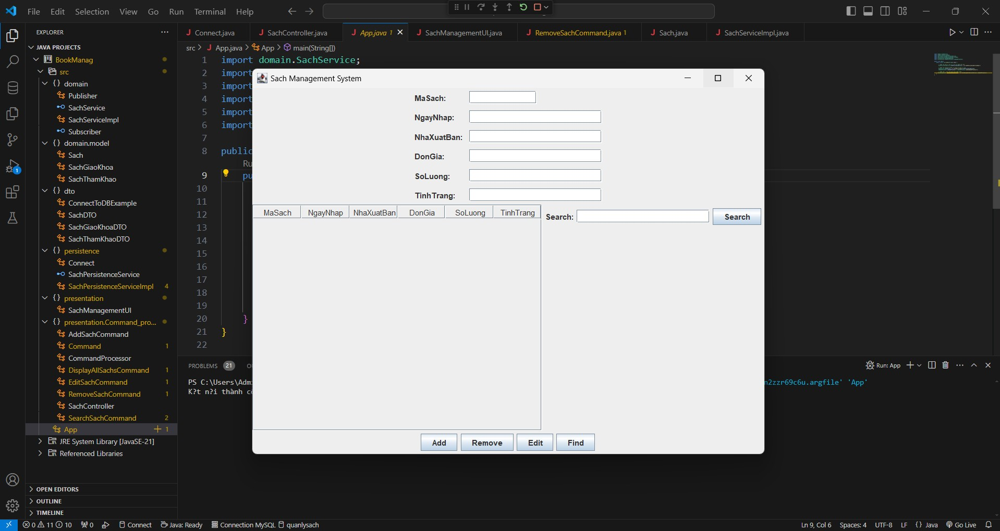 File Edit Selection View Go Run Terminal Help
EXPLORER
JAVA PROJECTS
BookManag
src
{} domain
Publisher
SachService
SachServiceImpl
Subscriber
{} domain.model
Sach
SachGiaoKhoa
SachThamKhao
{} dto
ConnectToDBExample
SachDTO
SachGiaoKhoaDTO
SachThamKhaoDTO
{} persistence
Connect
SachPersistenceService
SachPersistenceServiceImpl 4
{} presentation
SachManagementUI
{} presentation.Command_pro...
AddSachCommand
Command 1
CommandProcessor
DisplayAllSachsCommand 1
EditSachCommand 1
RemoveSachCommand 1
SachController
SearchSachCommand 2
App 1
JRE System Library [JavaSE-21]
Referenced Libraries
OPEN EDITORS
OUTLINE
TIMELINE
1
J Connect.java J SachController.java J App.java 1 J SachManagementUI.java J RemoveSachCommand.java 1 J Sach.java J SachServiceImpl.java
src > J App.java > App > main(String[])
1 import domain.SachService;
2 import
3 import
4 import
5 import
6 import
7
8 public
Ru
9 pu
10
11
12
13
14
15
16
17
18
19
20 }
21 }
22
Sach Management System
MaSach:
NgayNhap:
NhaXuatBan:
DonGia:
SoLuong:
TinhTrang:
MaSach NgayNhap NhaXuatBan DonGia SoLuong TinhTrang
Search: Search
Add Remove Edit Find
PROBLEMS 21 Run: App
PS C:\Users\Adm n2zzr69c6u.argfile' 'App'
K?t n?i thành c
0 11 10 0 Connect Java: Ready Connection MySQL quanlysach Ln 9, Col 6 Spaces: 4 UTF-8 LF {} Java Go Live